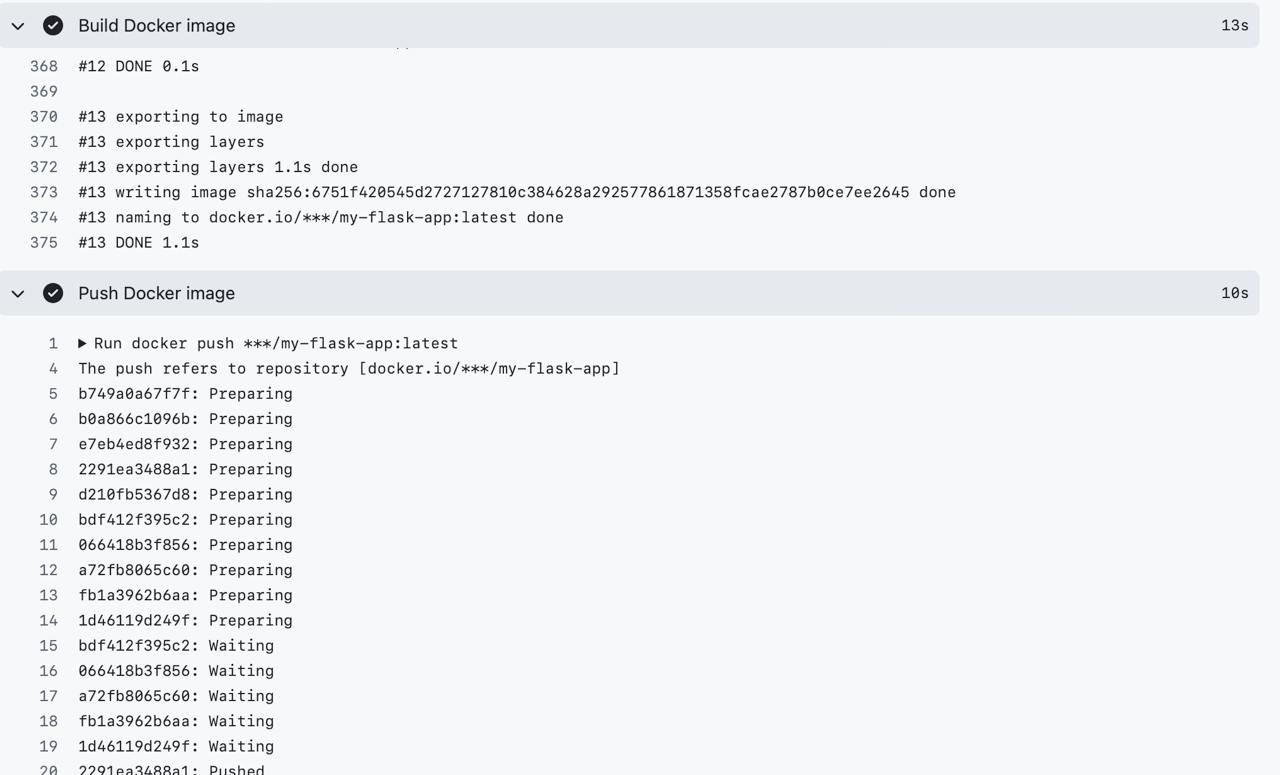 Build Docker image 13s
368 #12 DONE 0.1s
369
370 #13 exporting to image
371 #13 exporting layers
372 #13 exporting layers 1.1s done
373 #13 writing image sha256:6751f420545d2727127810c384628a292577861871358fcae2787b0ce7ee2645 done
374 #13 naming to docker.io/***/my-flask-app:latest done
375 #13 DONE 1.1s
Push Docker image 10s
1 Run docker push ***/my-flask-app:latest
4 The push refers to repository [docker.io/***/my-flask-app]
5 b749a0a67f7f: Preparing
6 b0a866c1096b: Preparing
7 e7eb4ed8f932: Preparing
8 2291ea3488a1: Preparing
9 d210fb5367d8: Preparing
10 bdf412f395c2: Preparing
11 066418b3f856: Preparing
12 a72fb8065c60: Preparing
13 fb1a3962b6aa: Preparing
14 1d46119d249f: Preparing
15 bdf412f395c2: Waiting
16 066418b3f856: Waiting
17 a72fb8065c60: Waiting
18 fb1a3962b6aa: Waiting
19 1d46119d249f: Waiting
20 2291ea3488a1: Pushed